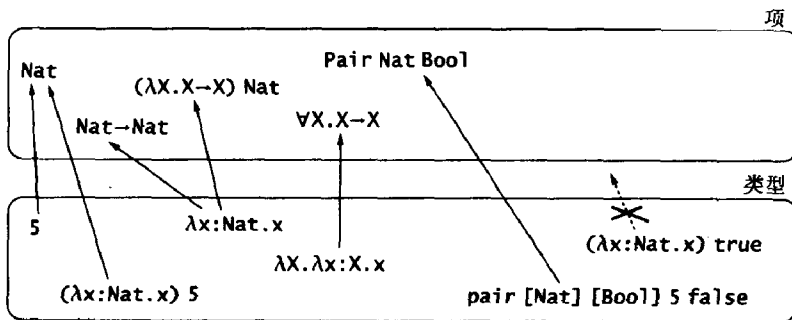 项
Nat
(λX.X→X) Nat
Pair Nat Bool
Nat→Nat
∀X.X→X
类型
5
λx:Nat.x
(λx:Nat.x) true
λX.λx:X.x
(λx:Nat.x) 5
pair [Nat] [Bool] 5 false